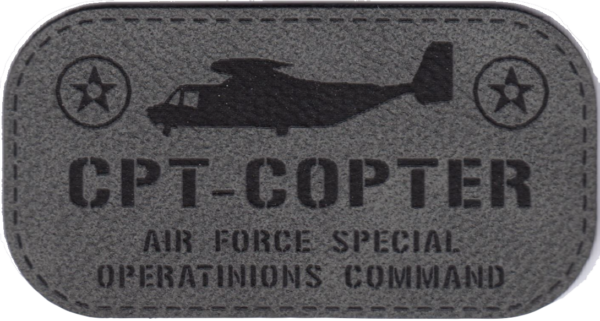 CPT-COPTER
AIR FORCE SPECIAL
OPERATINIONS COMMAND